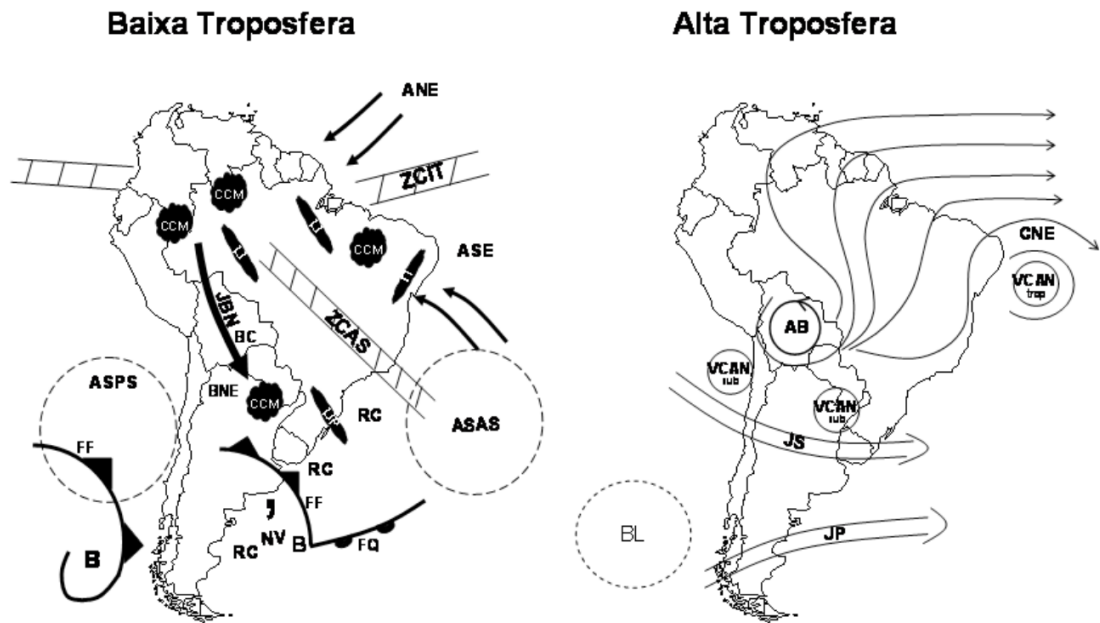 Baixa Troposfera
ANE
ZCIT
CCM
CCM
LI
CCM
LI
LI
ASE
JBN
BC
ZCAS
ASPS
BNE
CCM
LIP
RC
ASAS
FF
RC
FF
NV
B
FQ
RC
B
Alta Troposfera
CNE
VCAN
trop
AB
VCAN
sub
VCAN
sub
JS
BL
JP